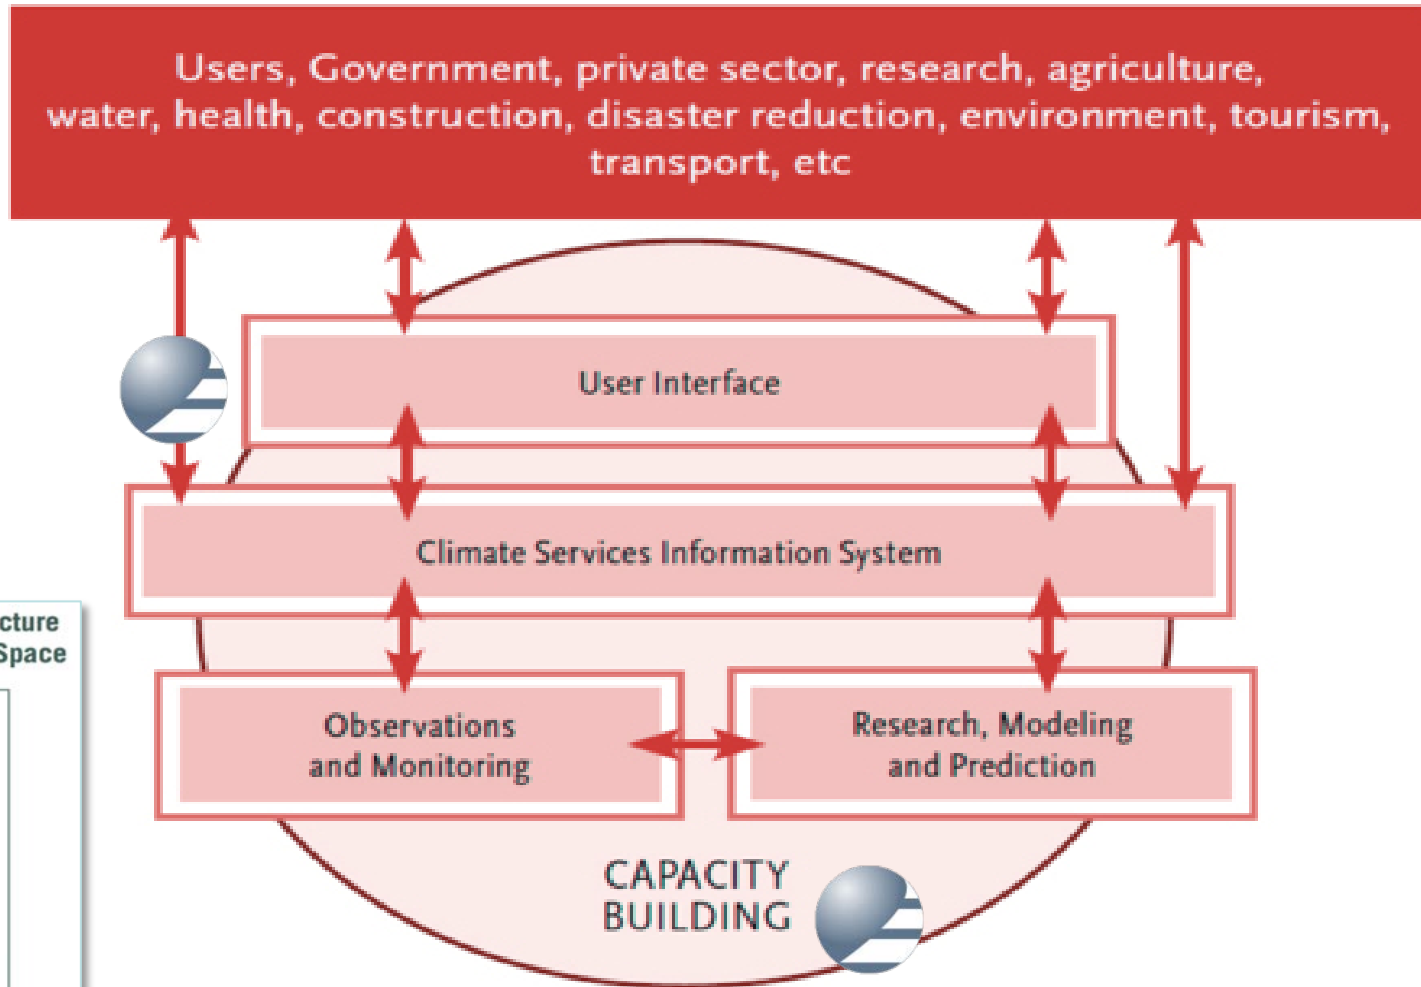 Users, Government, private sector, research, agriculture,
water, health, construction, disaster reduction, environment, tourism,
transport, etc
User Interface
Climate Services Information System
cture
Space
Observations
and Monitoring
Research, Modeling
and Prediction
CAPACITY
BUILDING